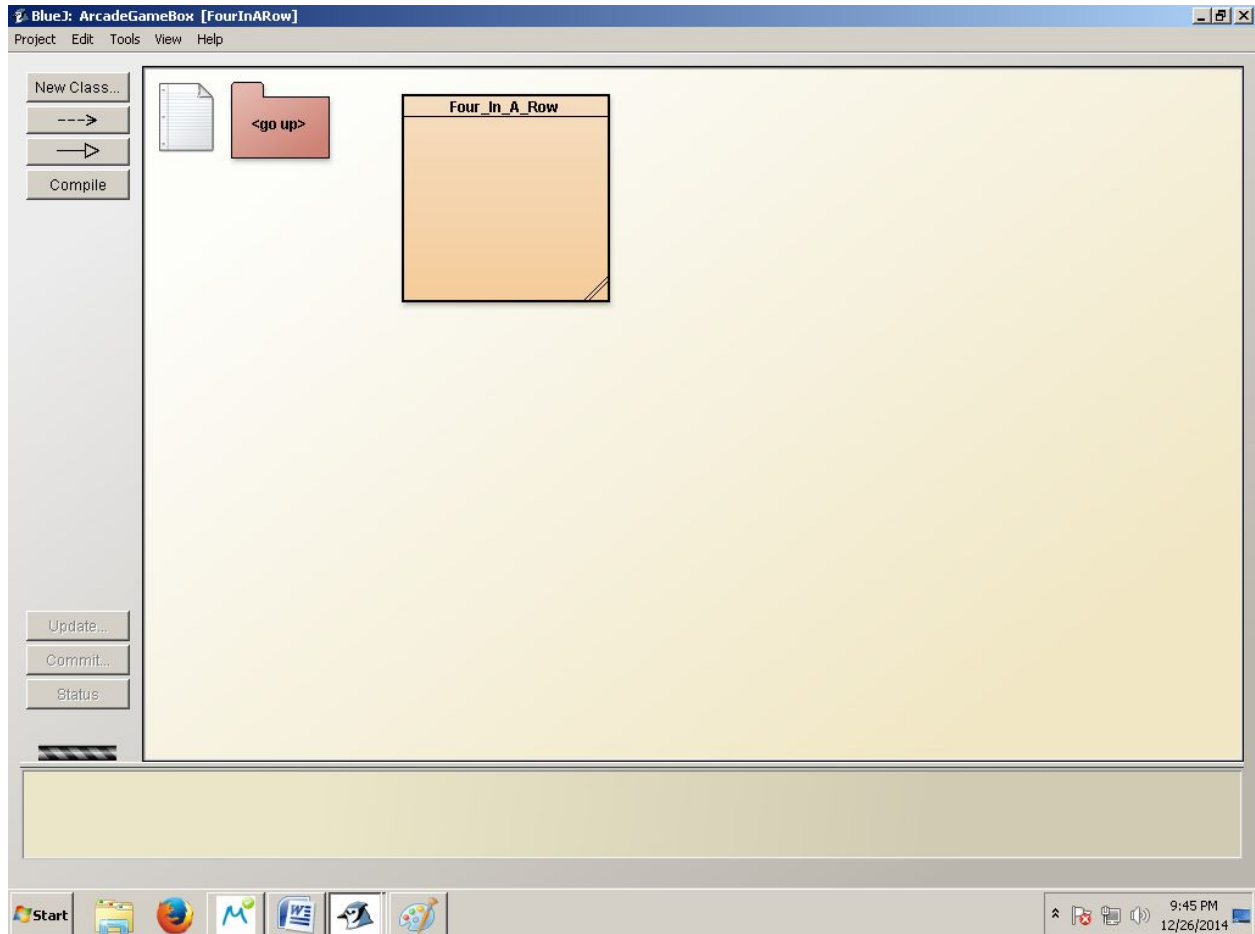 BlueJ: ArcadeGameBox [FourInARow]
Project Edit Tools View Help
New Class...
<go up>
Four_In_A_Row
--->
Compile
Update...
Commit...
Status
Start
9:45 PM
12/26/2014